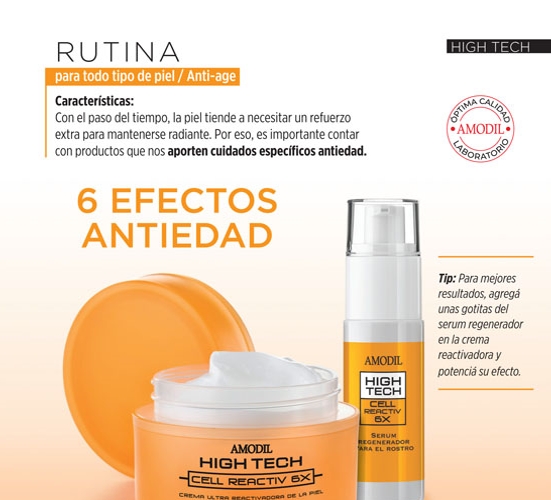 RUTINA
HIGH TECH
para todo tipo de piel / Anti-age
Características:
Con el paso del tiempo, la piel tiende a necesitar un refuerzo
extra para mantenerse radiante. Por eso, es importante contar
con productos que nos aporten cuidados específicos antiedad.
ÓPTIMA CALIDAD
AMODIL
LABORATORIO
6 EFECTOS
ANTIEDAD
Tip: Para mejores
resultados, agregá
unas gotitas del
serum regenerador
en la crema
reactivadora y
potenciá su efecto.
AMODIL
HIGH
TECH
CELL
REACTIV
6X
SERUM
REGENERADOR
PARA EL ROSTRO
AMODIL
HIGH TECH
CELL REACTIV 6X
CREMA ULTRA REACTIVADORA DE LA PIEL